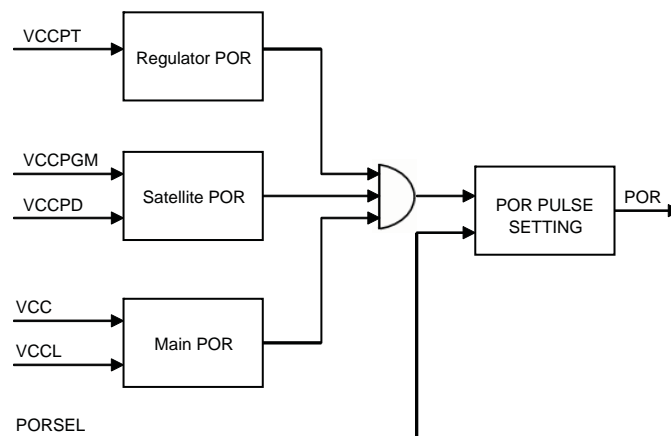 VCCPT
Regulator POR
VCCPGM
Satellite POR
VCCPD
POR PULSE
SETTING
POR
VCC
Main POR
VCCL
PORSEL